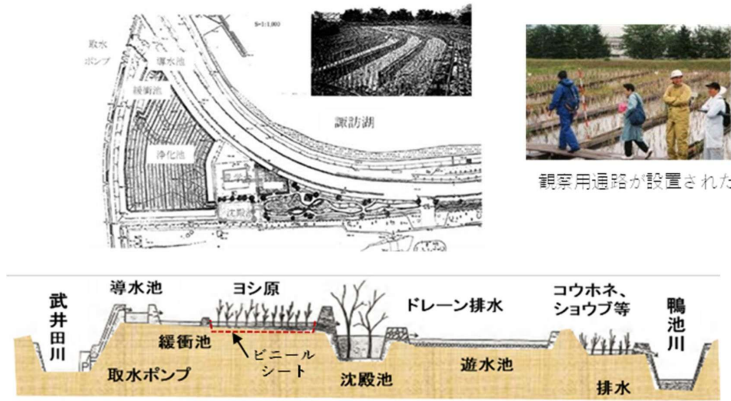 S=1:1,000
取水
ポンプ
導水池
緩衝池
浄化池
沈殿池
諏訪湖
観察用通路が設置された
武井田川
導水池
ヨシ原
ドレーン排水
コウホネ、
ショウブ等
鴨池川
緩衝池
ビニール
シート
取水ポンプ
沈殿池
遊水池
排水